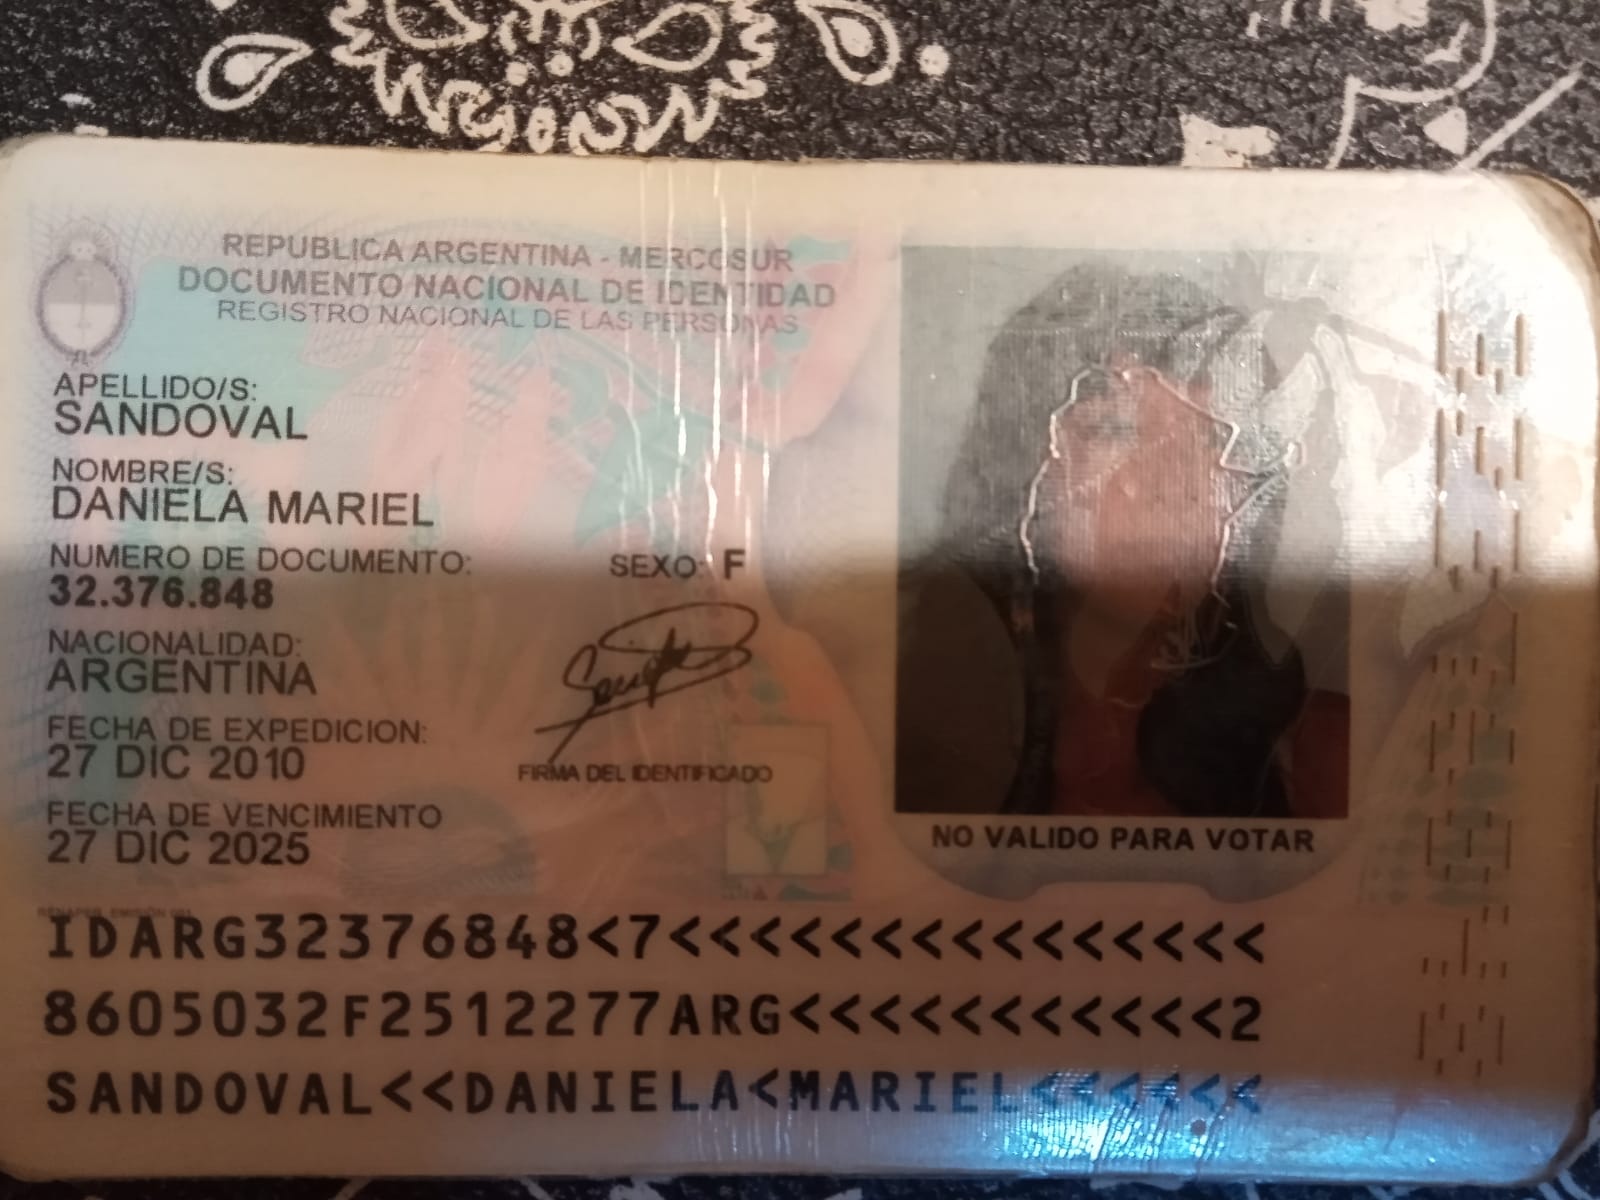 REPUBLICA ARGENTINA - MERCOSUR
DOCUMENTO NACIONAL DE IDENTIDAD
REGISTRO NACIONAL DE LAS PERSONAS
APELLIDO/S:
SANDOVAL
NOMBRE/S:
DANIELA MARIEL
NUMERO DE DOCUMENTO:
32.376.848
SEXO: F
NACIONALIDAD:
ARGENTINA
FECHA DE EXPEDICION:
27 DIC 2010
FIRMA DEL IDENTIFICADO
FECHA DE VENCIMIENTO
27 DIC 2025
NO VALIDO PARA VOTAR
IDARG32376848<7<<<<<<<<<<<<<<<
8605032F2512277ARG<<<<<<<<<<<2
SANDOVAL<<DANIELA<MARIEL<<<<<<